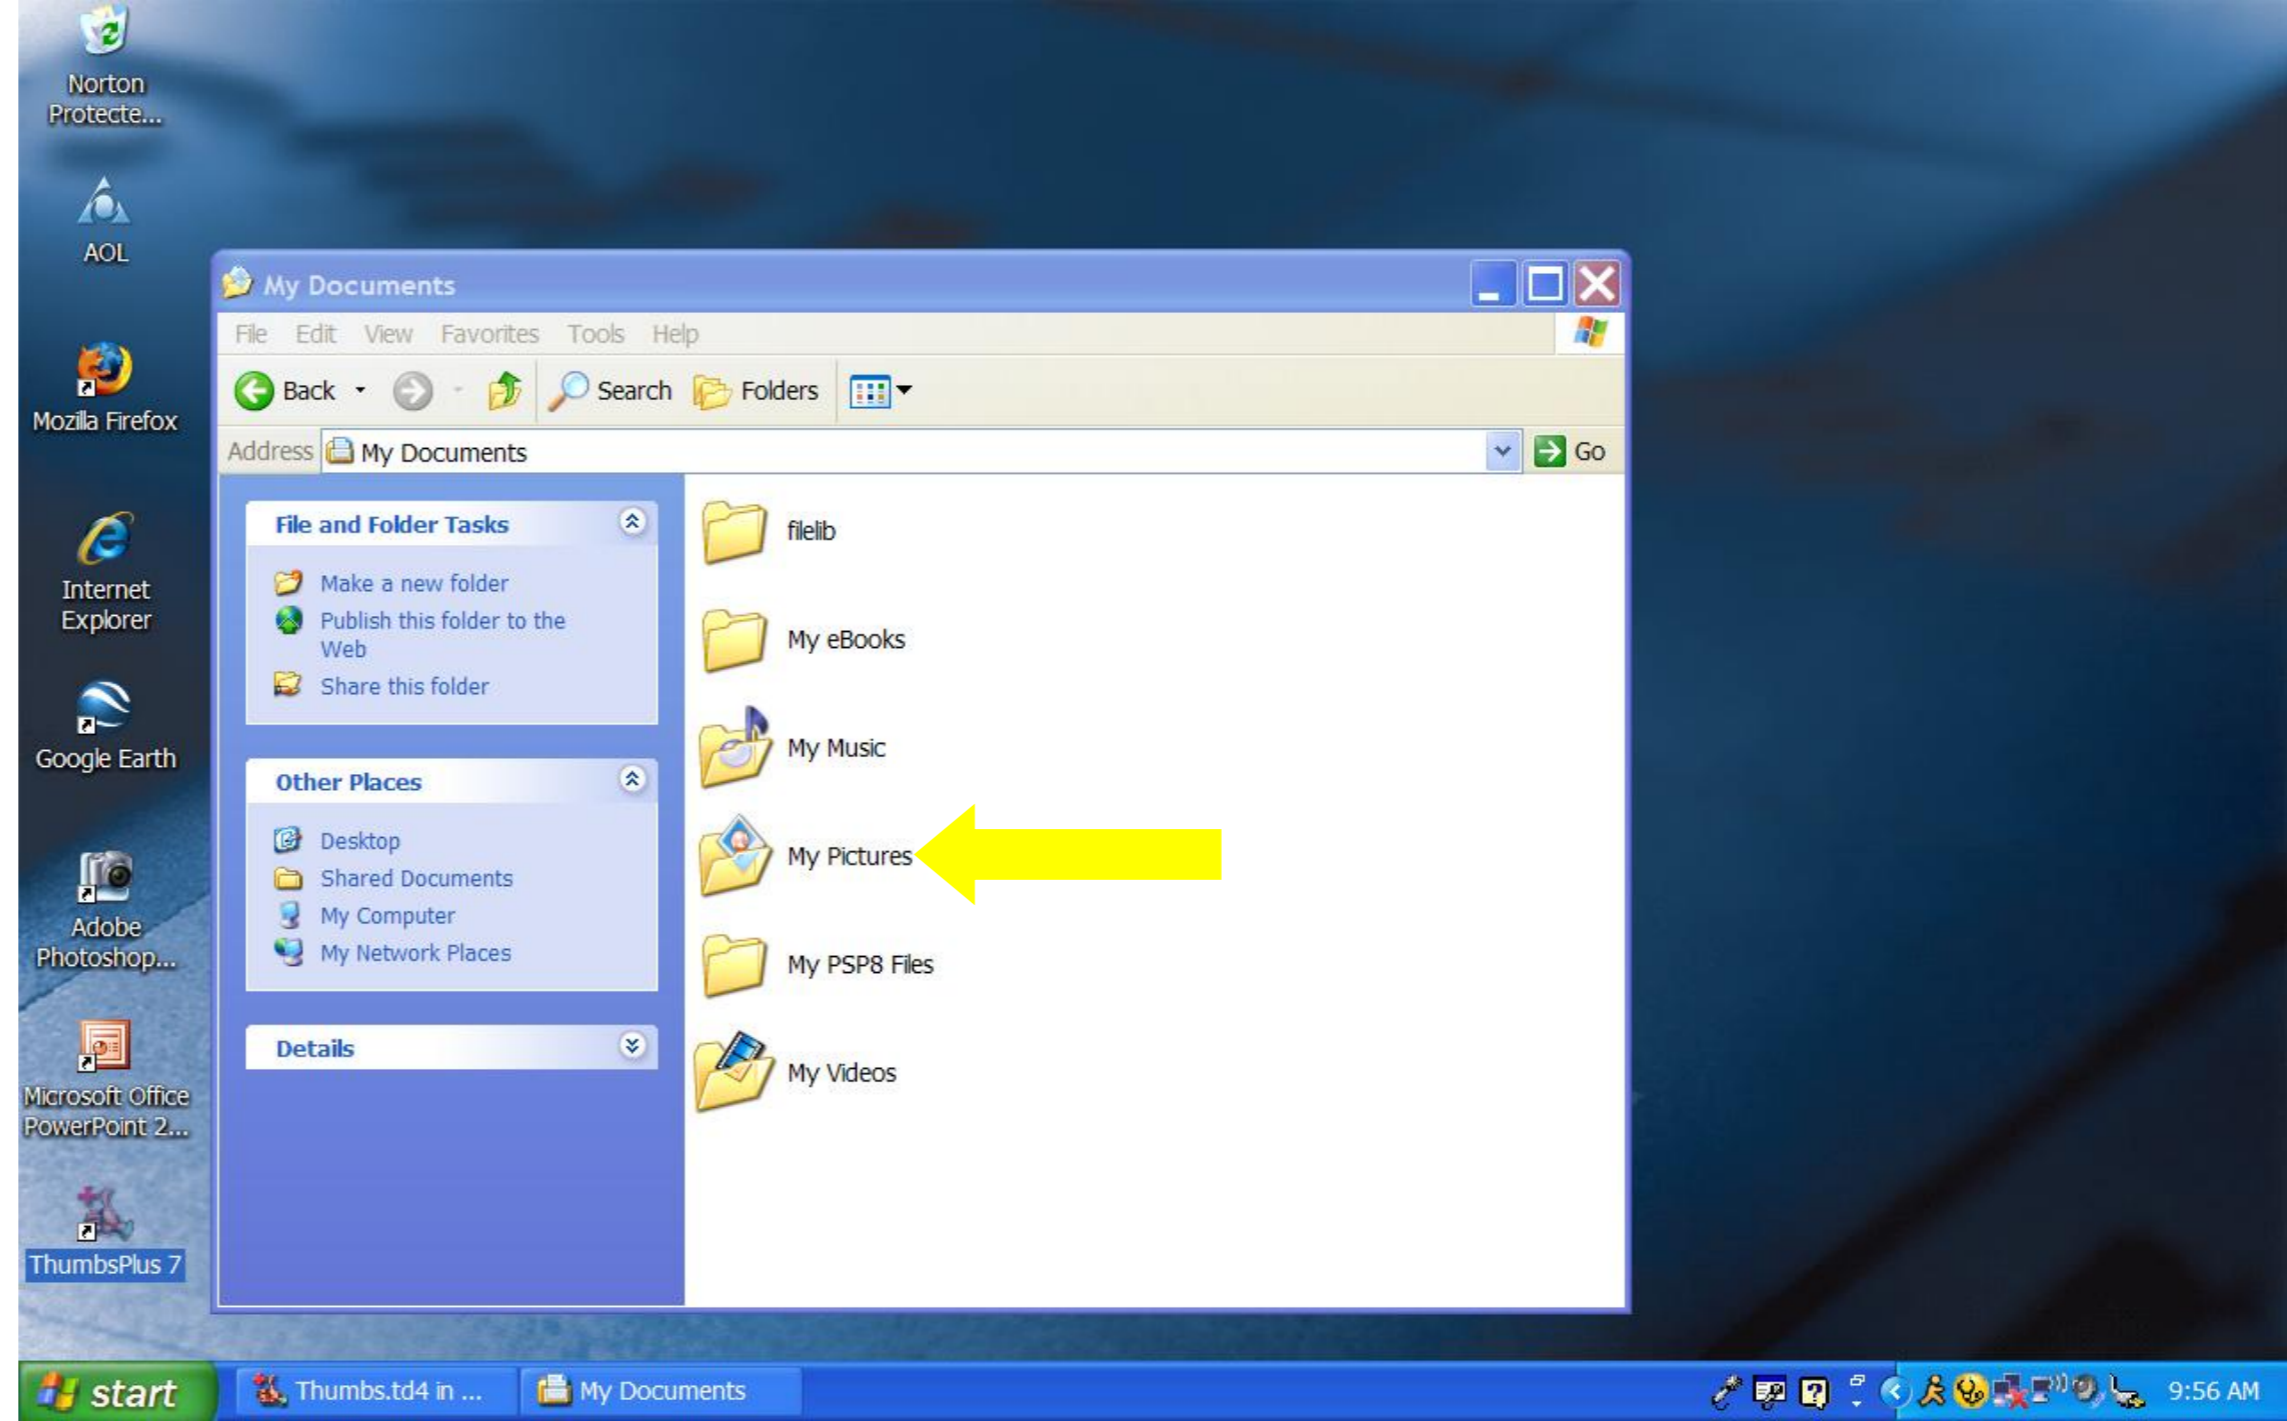 Norton
Protecte...
AOL
Mozilla Firefox
Internet
Explorer
Google Earth
Adobe
Photoshop...
Microsoft Office
PowerPoint 2...
ThumbsPlus 7
My Documents
File Edit View Favorites Tools Help
Back Search Folders
Address My Documents Go
File and Folder Tasks
Make a new folder
Publish this folder to the
Web
Share this folder
Other Places
Desktop
Shared Documents
My Computer
My Network Places
Details
filelib
My eBooks
My Music
My Pictures
My PSP8 Files
My Videos
start Thumbs.td4 in ... My Documents 9:56 AM